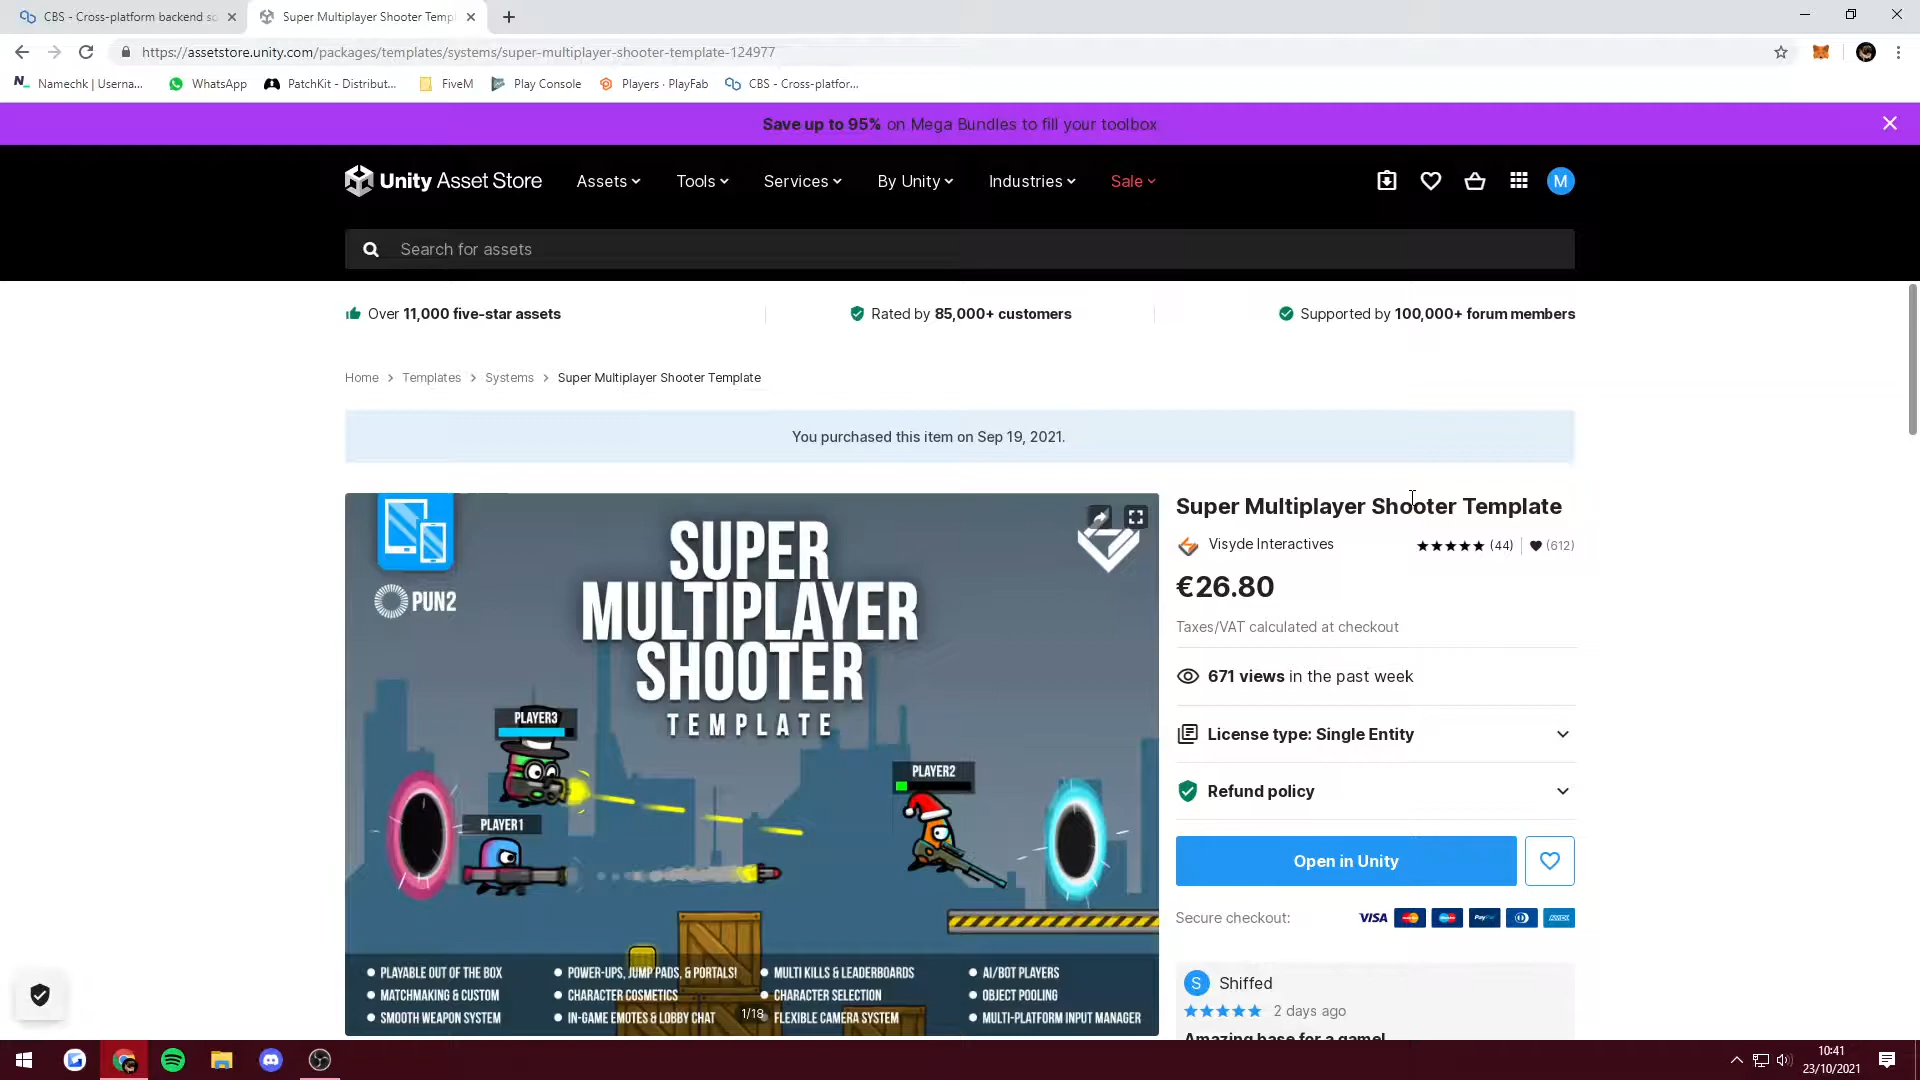 CBS - Cross-platform backend so
Super Multiplayer Shooter Templ
https://assetstore.unity.com/packages/templates/systems/super-multiplayer-shooter-template-124977
Namechk | Userna...
WhatsApp
PatchKit - Distribut...
FiveM
Play Console
Players · PlayFab
CBS - Cross-platfor...
Save up to 95% on Mega Bundles to fill your toolbox
Unity Asset Store
Assets
Tools
Services
By Unity
Industries
Sale
M
Search for assets
Over 11,000 five-star assets
Rated by 85,000+ customers
Supported by 100,000+ forum members
Home > Templates > Systems > Super Multiplayer Shooter Template
You purchased this item on Sep 19, 2021.
PUN2
SUPER
MULTIPLAYER
SHOOTER
TEMPLATE
PLAYER3
PLAYER1
PLAYER2
PLAYABLE OUT OF THE BOX
POWER-UPS, JUMP PADS, & PORTALS!
MULTI KILLS & LEADERBOARDS
AI/BOT PLAYERS
MATCHMAKING & CUSTOM
CHARACTER COSMETICS
CHARACTER SELECTION
OBJECT POOLING
SMOOTH WEAPON SYSTEM
IN-GAME EMOTES & LOBBY CHAT
1/18
FLEXIBLE CAMERA SYSTEM
MULTI-PLATFORM INPUT MANAGER
Super Multiplayer Shooter Template
Visyde Interactives
(44)
(612)
€26.80
Taxes/VAT calculated at checkout
671 views in the past week
License type: Single Entity
Refund policy
Open in Unity
Secure checkout:
VISA
PayPal
AMEX
S
Shiffed
2 days ago
Amazing base for a game!
10:41
23/10/2021